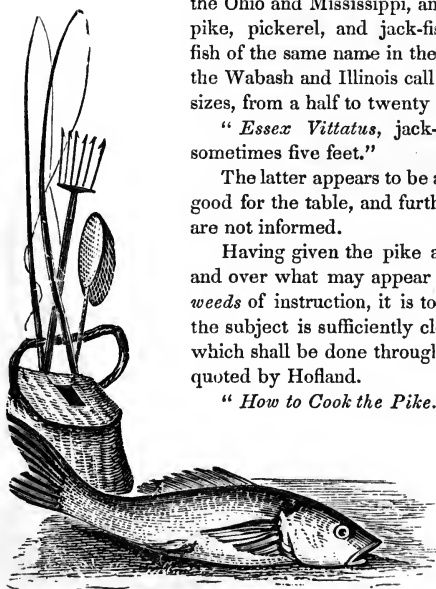 the Ohio and Mississippi, an
pike, pickerel, and jack-fis
fish of the same name in the
the Wabash and Illinois call
sizes, from a half to twenty
“ Essex Vittatus, jack-
sometimes five feet.”
The latter appears to be a
good for the table, and furth
are not informed.
Having given the pike a
and over what may appear
weeds of instruction, it is to
the subject is sufficiently cl
which shall be done through
quoted by Hofland.
“ How to Cook the Pike.